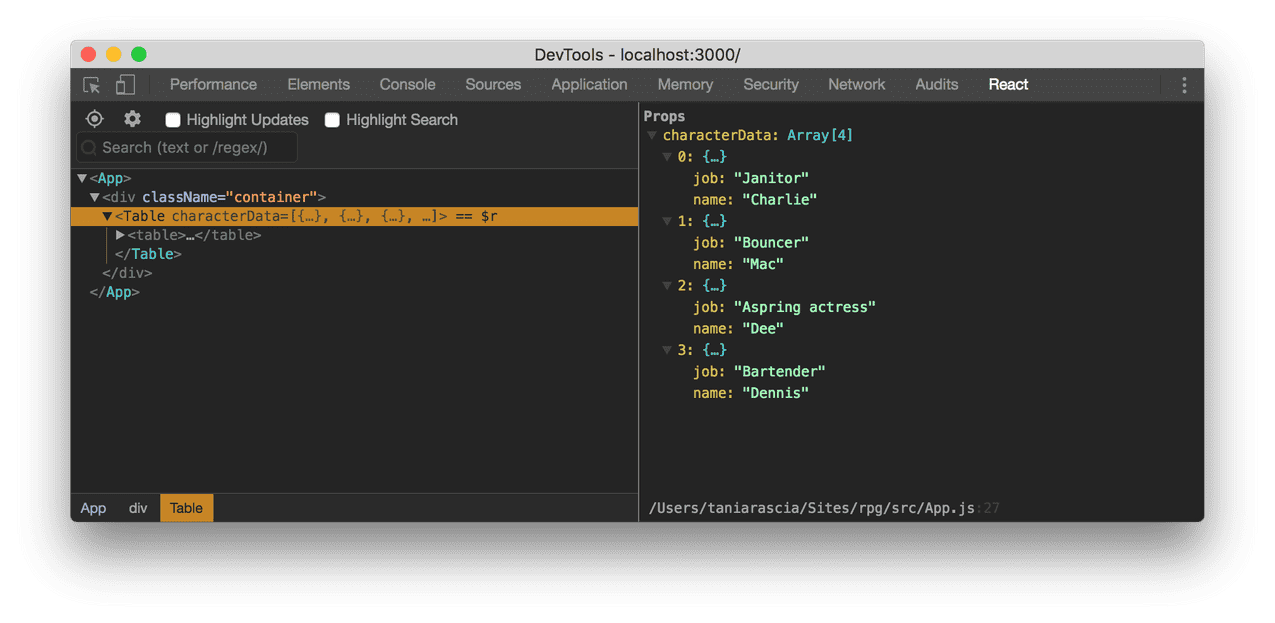 DevTools - localhost:3000/
Performance Elements Console Sources Application Memory Security Network Audits React
Highlight Updates Highlight Search
Search (text or /regex/)
<App>
<div className="container">
<Table characterData=[{…}, {…}, {…}, …]> == $r
<table>…</table>
</Table>
</div>
</App>
App div Table
Props
characterData: Array[4]
0: {…}
job: "Janitor"
name: "Charlie"
1: {…}
job: "Bouncer"
name: "Mac"
2: {…}
job: "Aspring actress"
name: "Dee"
3: {…}
job: "Bartender"
name: "Dennis"
/Users/taniarascia/Sites/rpg/src/App.js:27